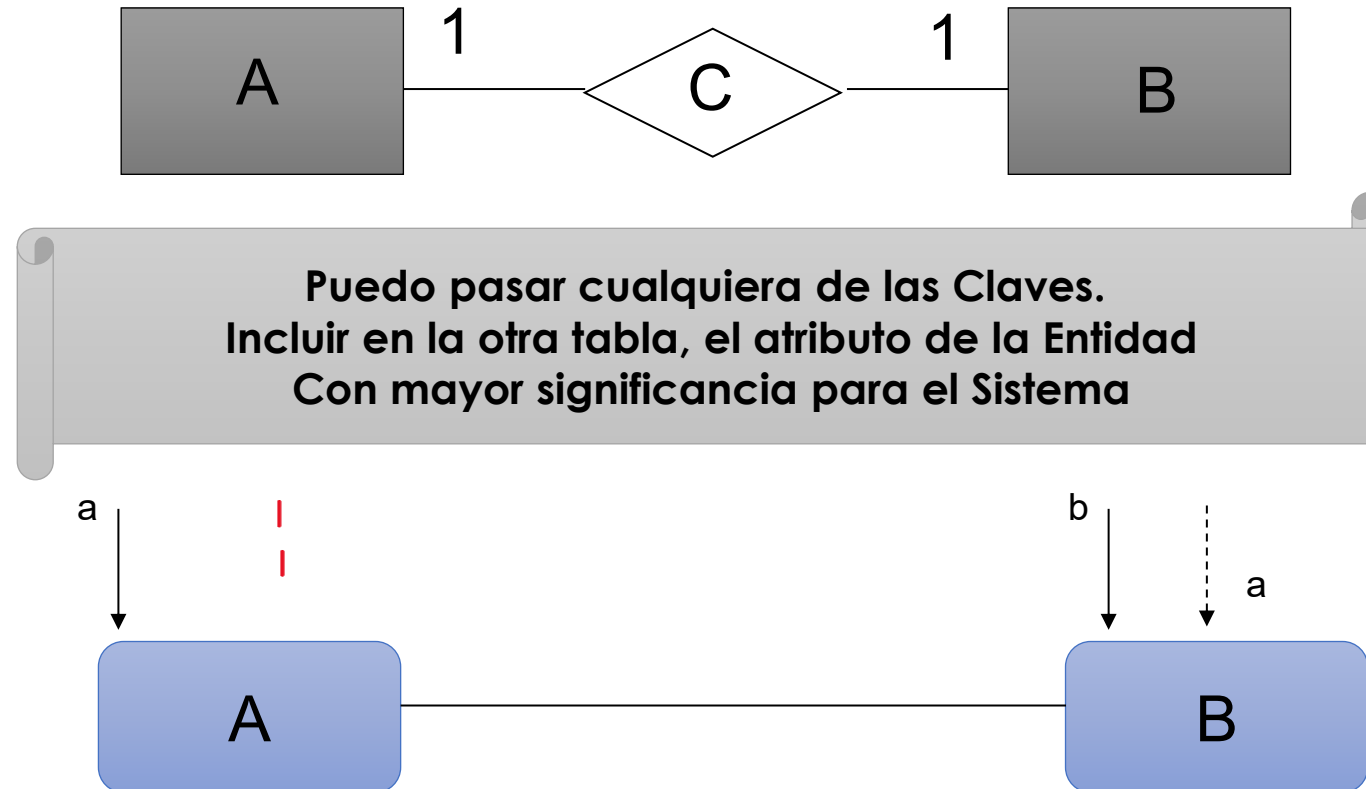 1 1
A C B
Puedo pasar cualquiera de las Claves.
Incluir en la otra tabla, el atributo de la Entidad
Con mayor significancia para el Sistema
a b
a
A B